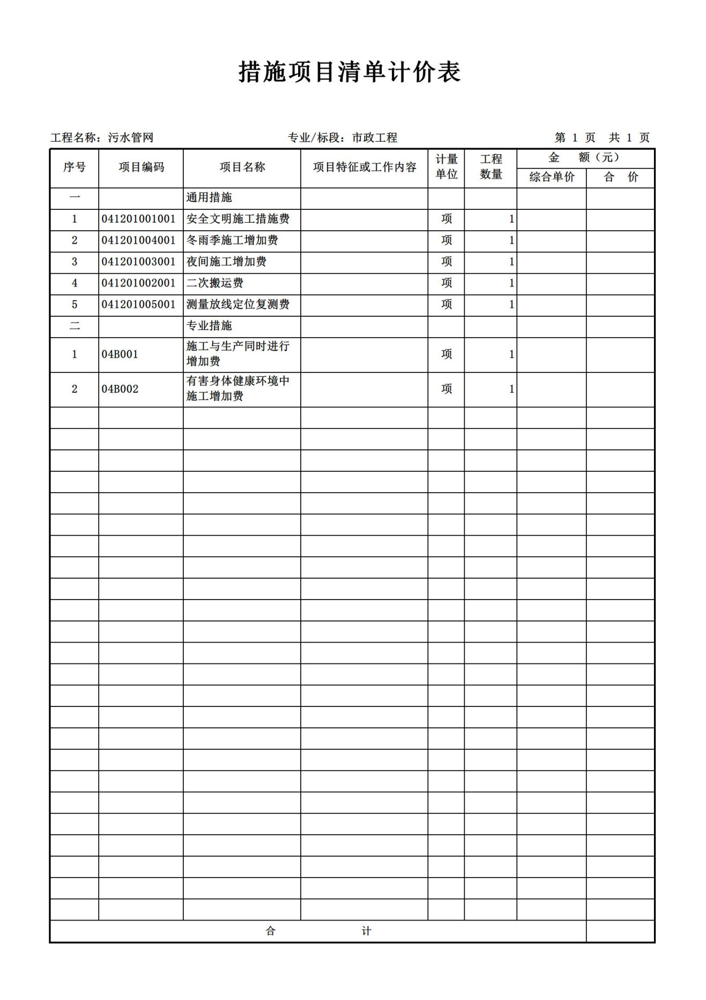 措施项目清单计价表
工程名称：污水管网 专业/标段：市政工程 第 1 页 共 1 页
序号 项目编码 项目名称 项目特征或工作内容 计量单位 工程数量 金 额（元）
综合单价 合 价
一 通用措施
1 041201001001 安全文明施工措施费 项 1
2 041201004001 冬雨季施工增加费 项 1
3 041201003001 夜间施工增加费 项 1
4 041201002001 二次搬运费 项 1
5 041201005001 测量放线定位复测费 项 1
二 专业措施
1 04B001 施工与生产同时进行增加费 项 1
2 04B002 有害身体健康环境中施工增加费 项 1
合 计